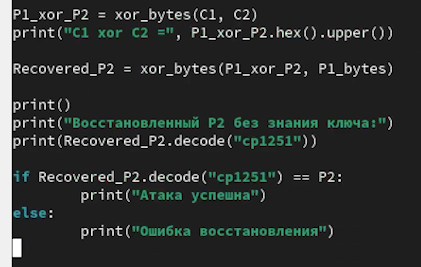 P1_xor_P2 = xor_bytes(C1, C2)
print("C1 xor C2 =", P1_xor_P2.hex().upper())
Recovered_P2 = xor_bytes(P1_xor_P2, P1_bytes)
print()
print("Восстановленный P2 без знания ключа:")
print(Recovered_P2.decode("cp1251"))
if Recovered_P2.decode("cp1251") == P2:
        print("Атака успешна")
else:
        print("Ошибка восстановления")